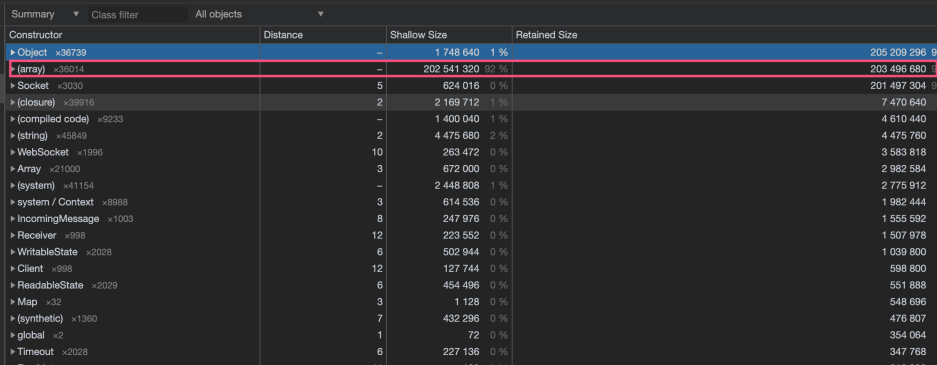 Summary ▼ Class filter All objects ▼
Constructor Distance Shallow Size Retained Size
Object ×36739 – 1 748 640 1 % 205 209 296 9
(array) ×36014 – 202 541 320 92 % 203 496 680 9
Socket ×3030 5 624 016 0 % 201 497 304 9
(closure) ×39916 2 2 169 712 1 % 7 470 640
(compiled code) ×9233 – 1 400 040 1 % 4 610 440
(string) ×45849 2 4 475 680 2 % 4 475 760
WebSocket ×1996 10 263 472 0 % 3 583 818
Array ×21000 3 672 000 0 % 2 982 584
(system) ×41154 – 2 448 808 1 % 2 775 912
system / Context ×8988 3 614 536 0 % 1 982 444
IncomingMessage ×1003 8 247 976 0 % 1 555 592
Receiver ×998 12 223 552 0 % 1 507 978
WritableState ×2028 6 502 944 0 % 1 039 800
Client ×998 12 127 744 0 % 598 800
ReadableState ×2029 6 454 496 0 % 551 888
Map ×32 3 1 128 0 % 548 696
(synthetic) ×1360 7 432 296 0 % 476 807
global ×2 1 72 0 % 354 064
Timeout ×2028 6 227 136 0 % 347 768